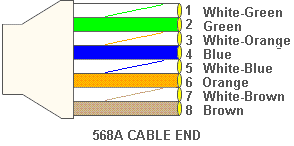 1 White-Green
2 Green
3 White-Orange
4 Blue
5 White-Blue
6 Orange
7 White-Brown
8 Brown
568A CABLE END